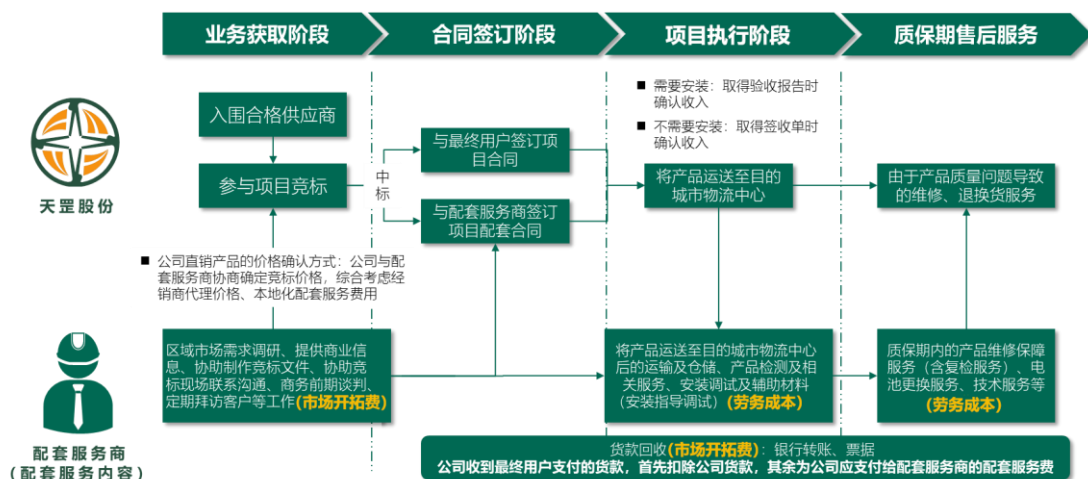 业务获取阶段
合同签订阶段
项目执行阶段
质保期售后服务
天罡股份
入围合格供应商
参与项目竞标
中
标
与最终用户签订项
目合同
与配套服务商签订
项目配套合同
■ 需要安装：取得验收报告时
确认收入
■ 不需要安装：取得签收单时
确认收入
将产品运送至目的
城市物流中心
由于产品质量问题导致
的维修、退换货服务
■ 公司直销产品的价格确认方式：公司与配
套服务商协商确定竞标价格，综合考虑经
销商代理价格、本地化配套服务费用
配套服务商
（配套服务内容）
区域市场需求调研、提供商业信
息、协助制作竞标文件、协助竞
标现场联系沟通、商务前期谈判、
定期拜访客户等工作(市场开拓费)
将产品运送至目的城市物流中心
后的运输及仓储、产品检测及相
关服务、安装调试及辅助材料
（安装指导调试）(劳务成本)
质保期内的产品维修保障
服务（含复检服务）、电
池更换服务、技术服务等
(劳务成本)
货款回收(市场开拓费)：银行转账、票据
公司收到最终用户支付的货款，首先扣除公司货款，其余为公司应支付给配套服务商的配套服务费